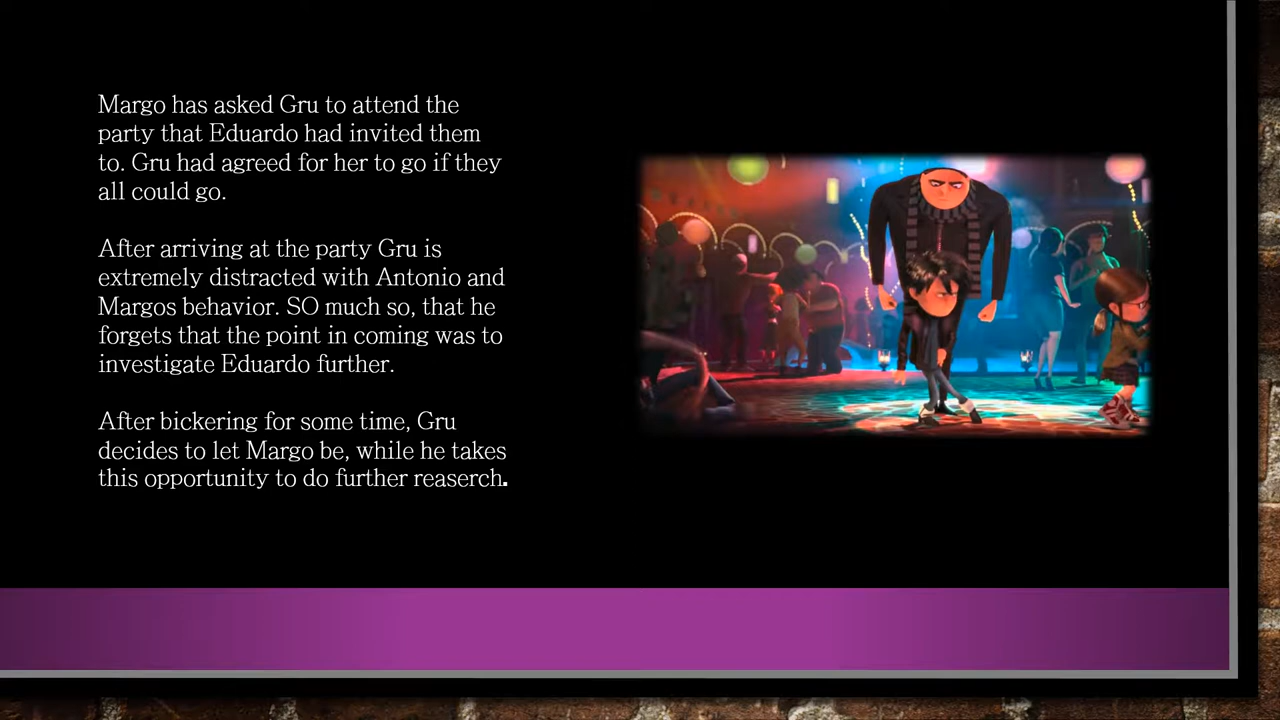 Margo has asked Gru to attend the
party that Eduardo had invited them
to. Gru had agreed for her to go if they
all could go.
After arriving at the party Gru is
extremely distracted with Antonio and
Margos behavior. SO much so, that he
forgets that the point in coming was to
investigate Eduardo further.
After bickering for some time, Gru
decides to let Margo be, while he takes
this opportunity to do further reaserch.